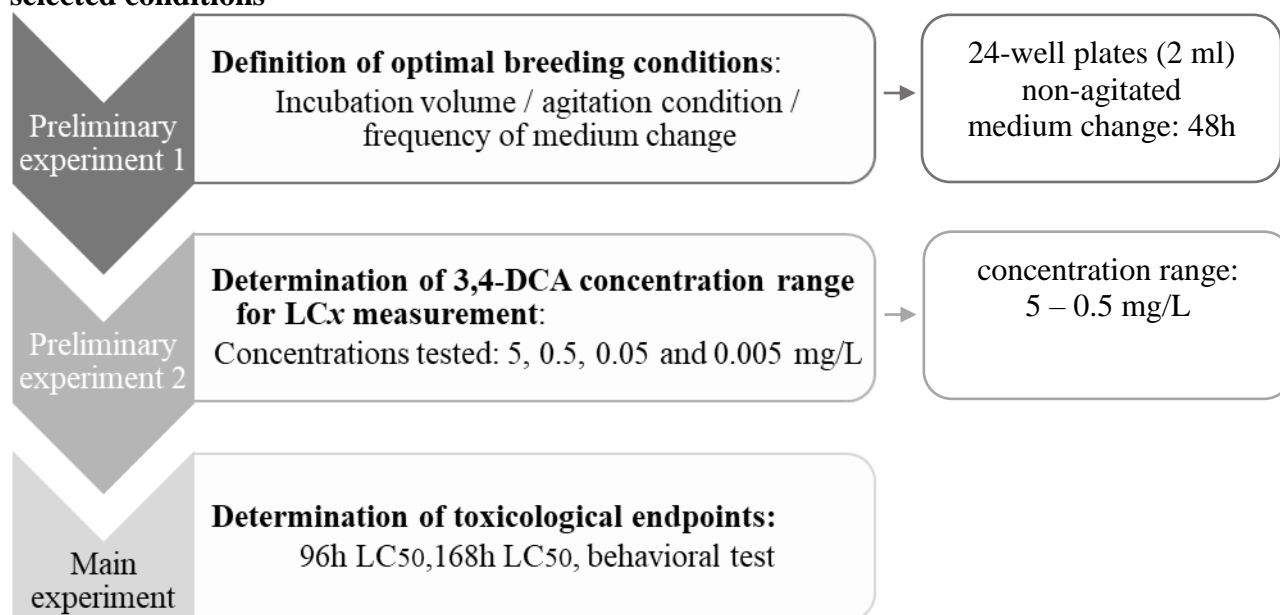 selected conditions
Preliminary
experiment 1
Definition of optimal breeding conditions:
Incubation volume / agitation condition /
frequency of medium change
24-well plates (2 ml)
non-agitated
medium change: 48h
Preliminary
experiment 2
Determination of 3,4-DCA concentration range
for LCx measurement:
Concentrations tested: 5, 0.5, 0.05 and 0.005 mg/L
concentration range:
5 – 0.5 mg/L
Main
experiment
Determination of toxicological endpoints:
96h LC50,168h LC50, behavioral test